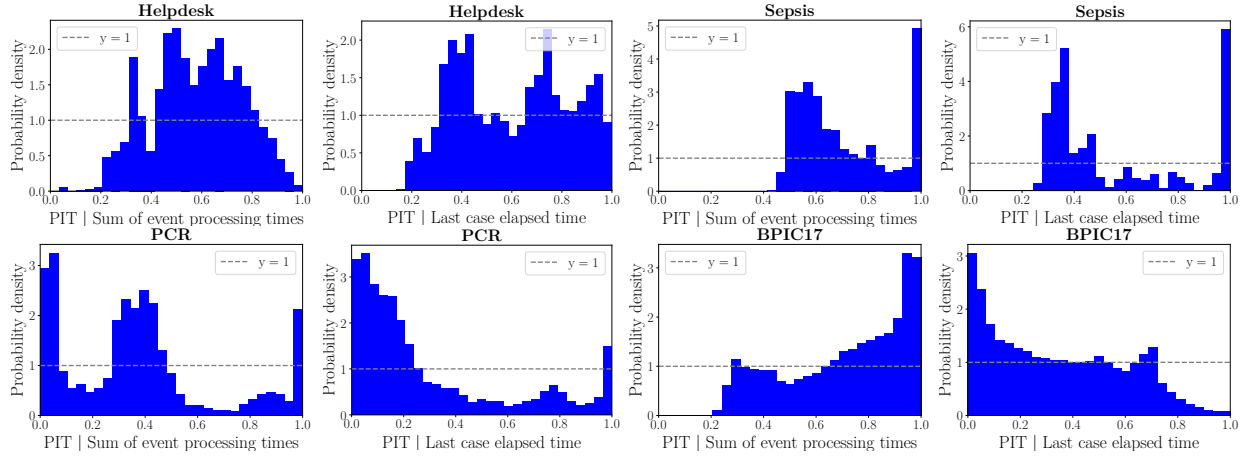 Helpdesk
Probability density
2.0
1.5
1.0
0.5
0.0
y = 1
0.0 0.2 0.4 0.6 0.8 1.0
PIT | Sum of event processing times
Helpdesk
Probability density
2.0
1.5
1.0
0.5
0.0
y = 1
0.0 0.2 0.4 0.6 0.8 1.0
PIT | Last case elapsed time
Sepsis
Probability density
5
4
3
2
1
0
y = 1
0.0 0.2 0.4 0.6 0.8 1.0
PIT | Sum of event processing times
Sepsis
Probability density
6
4
2
0
y = 1
0.0 0.2 0.4 0.6 0.8 1.0
PIT | Last case elapsed time
PCR
Probability density
3
2
1
0
y = 1
0.0 0.2 0.4 0.6 0.8 1.0
PIT | Sum of event processing times
PCR
Probability density
3
2
1
0
y = 1
0.0 0.2 0.4 0.6 0.8 1.0
PIT | Last case elapsed time
BPIC17
Probability density
3
2
1
0
y = 1
0.0 0.2 0.4 0.6 0.8 1.0
PIT | Sum of event processing times
BPIC17
Probability density
3
2
1
0
y = 1
0.0 0.2 0.4 0.6 0.8 1.0
PIT | Last case elapsed time